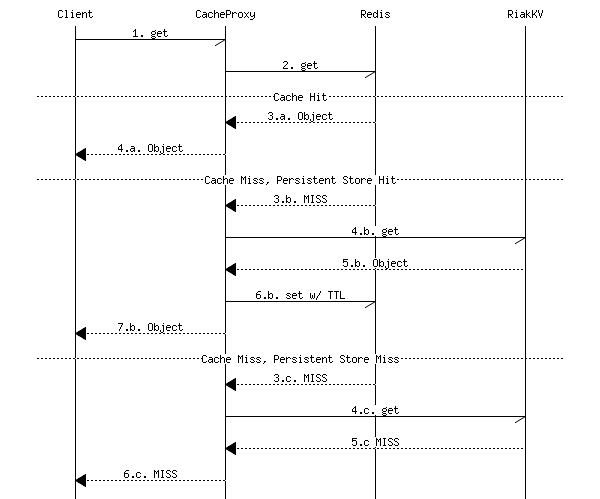 Client CacheProxy Redis RiakKV
1. get
2. get
Cache Hit
3.a. Object
4.a. Object
Cache Miss, Persistent Store Hit
3.b. MISS
4.b. get
5.b. Object
6.b. set w/ TTL
7.b. Object
Cache Miss, Persistent Store Miss
3.c. MISS
4.c. get
5.c MISS
6.c. MISS